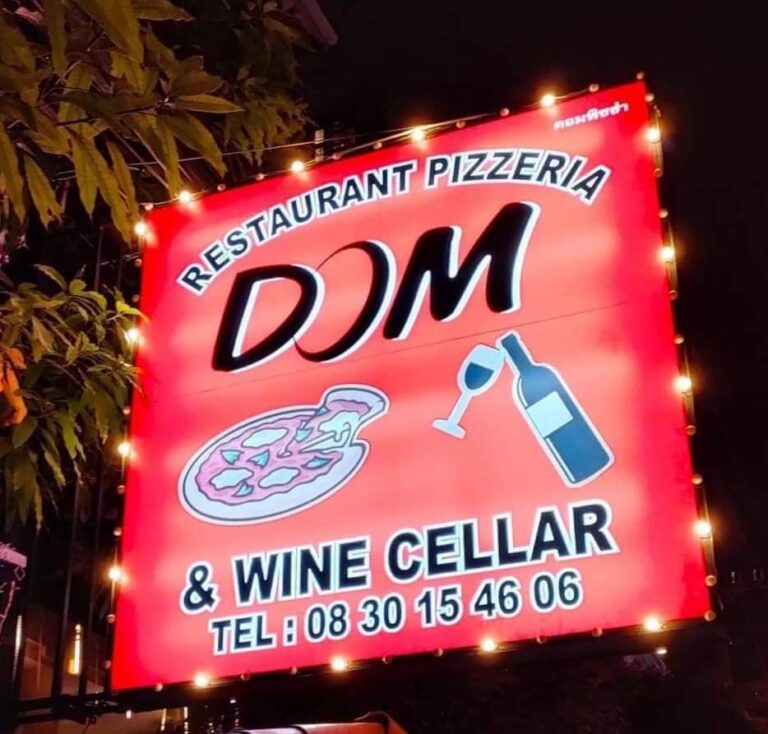 ดอมพิซซ่า
RESTAURANT PIZZERIA
DOM
& WINE CELLAR
TEL : 08 30 15 46 06